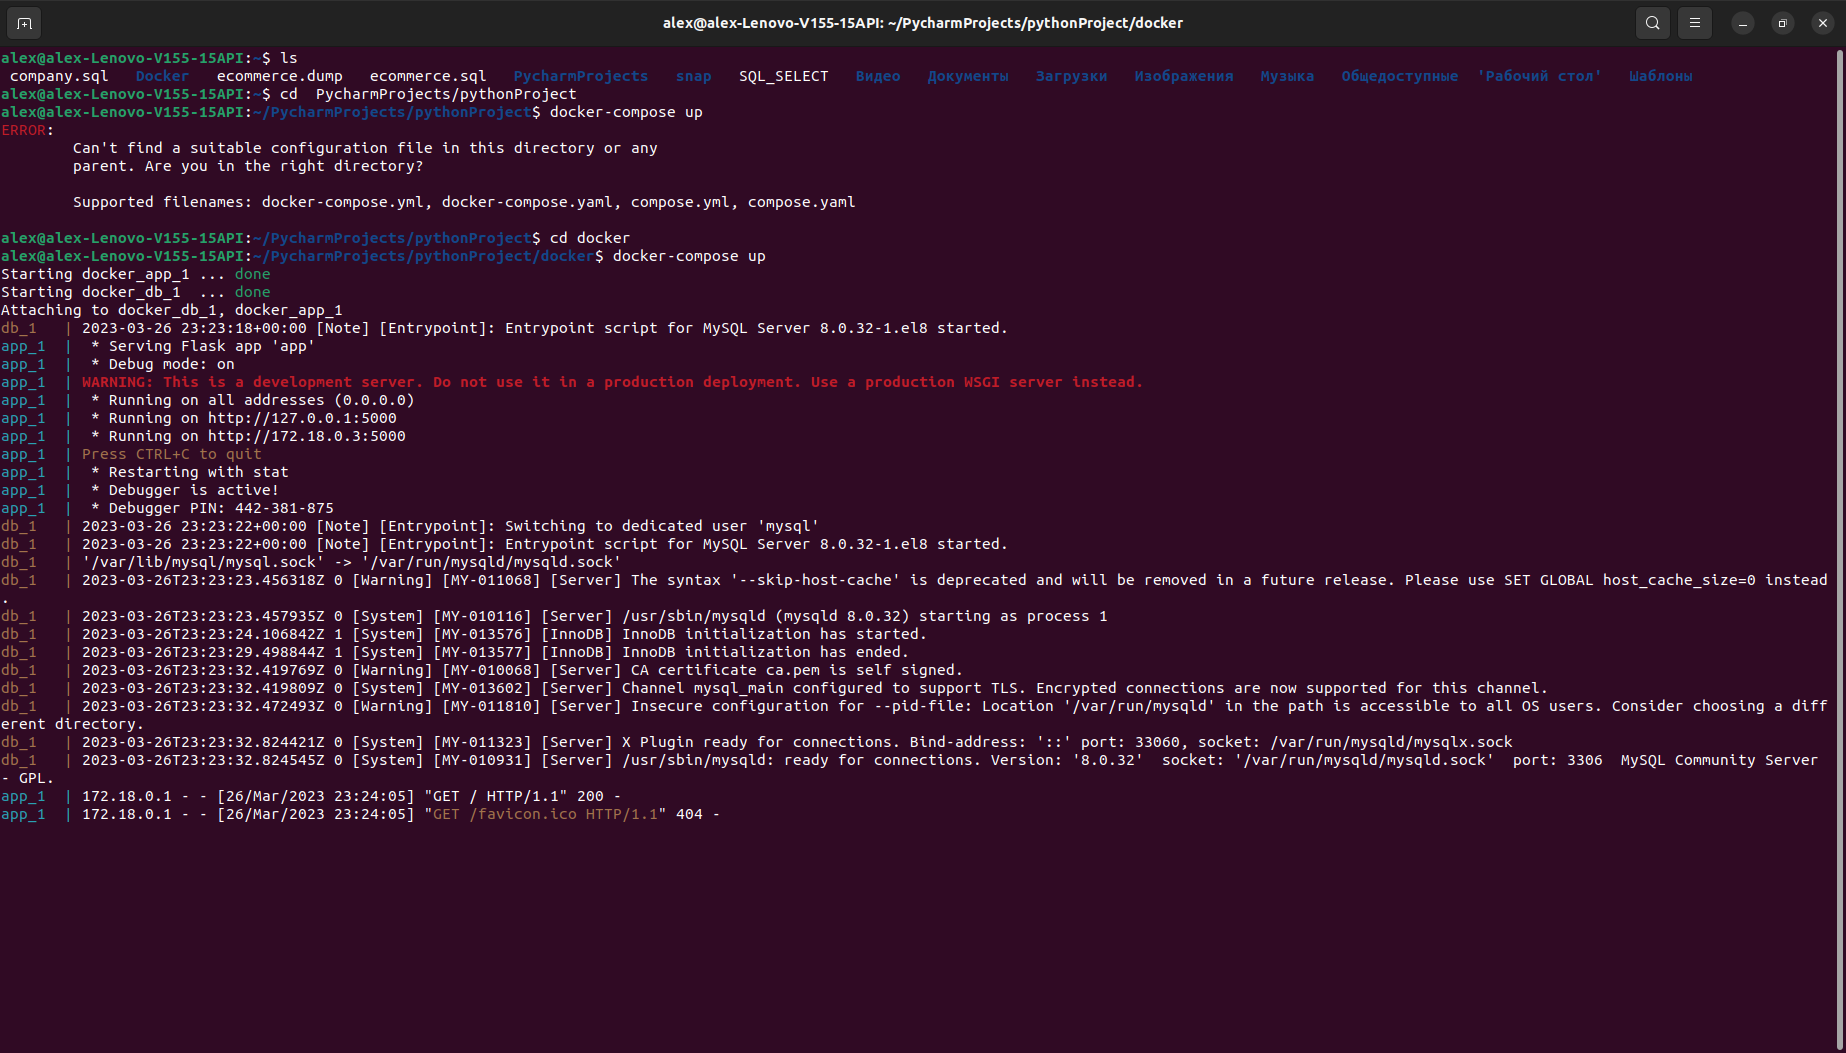 alex@alex-Lenovo-V155-15API: ~/PycharmProjects/pythonProject/docker
alex@alex-Lenovo-V155-15API:~$ ls
company.sql   Docker   ecommerce.dump   ecommerce.sql   PycharmProjects   snap   SQL_SELECT   Видео   Документы   Загрузки   Изображения   Музыка   Общедоступные  'Рабочий стол'   Шаблоны
alex@alex-Lenovo-V155-15API:~$ cd  PycharmProjects/pythonProject
alex@alex-Lenovo-V155-15API:~/PycharmProjects/pythonProject$ docker-compose up
ERROR:
        Can't find a suitable configuration file in this directory or any
        parent. Are you in the right directory?
        Supported filenames: docker-compose.yml, docker-compose.yaml, compose.yml, compose.yaml
alex@alex-Lenovo-V155-15API:~/PycharmProjects/pythonProject$ cd docker
alex@alex-Lenovo-V155-15API:~/PycharmProjects/pythonProject/docker$ docker-compose up
Starting docker_app_1 ... done
Starting docker_db_1  ... done
Attaching to docker_db_1, docker_app_1
db_1   | 2023-03-26 23:23:18+00:00 [Note] [Entrypoint]: Entrypoint script for MySQL Server 8.0.32-1.el8 started.
app_1  |  * Serving Flask app 'app'
app_1  |  * Debug mode: on
app_1  | WARNING: This is a development server. Do not use it in a production deployment. Use a production WSGI server instead.
app_1  |  * Running on all addresses (0.0.0.0)
app_1  |  * Running on http://127.0.0.1:5000
app_1  |  * Running on http://172.18.0.3:5000
app_1  | Press CTRL+C to quit
app_1  |  * Restarting with stat
app_1  |  * Debugger is active!
app_1  |  * Debugger PIN: 442-381-875
db_1   | 2023-03-26 23:23:22+00:00 [Note] [Entrypoint]: Switching to dedicated user 'mysql'
db_1   | 2023-03-26 23:23:22+00:00 [Note] [Entrypoint]: Entrypoint script for MySQL Server 8.0.32-1.el8 started.
db_1   | '/var/lib/mysql/mysql.sock' -> '/var/run/mysqld/mysqld.sock'
db_1   | 2023-03-26T23:23:23.456318Z 0 [Warning] [MY-011068] [Server] The syntax '--skip-host-cache' is deprecated and will be removed in a future release. Please use SET GLOBAL host_cache_size=0 instead
.
db_1   | 2023-03-26T23:23:23.457935Z 0 [System] [MY-010116] [Server] /usr/sbin/mysqld (mysqld 8.0.32) starting as process 1
db_1   | 2023-03-26T23:23:24.106842Z 1 [System] [MY-013576] [InnoDB] InnoDB initialization has started.
db_1   | 2023-03-26T23:23:29.498844Z 1 [System] [MY-013577] [InnoDB] InnoDB initialization has ended.
db_1   | 2023-03-26T23:23:32.419769Z 0 [Warning] [MY-010068] [Server] CA certificate ca.pem is self signed.
db_1   | 2023-03-26T23:23:32.419809Z 0 [System] [MY-013602] [Server] Channel mysql_main configured to support TLS. Encrypted connections are now supported for this channel.
db_1   | 2023-03-26T23:23:32.472493Z 0 [Warning] [MY-011810] [Server] Insecure configuration for --pid-file: Location '/var/run/mysqld' in the path is accessible to all OS users. Consider choosing a diff
erent directory.
db_1   | 2023-03-26T23:23:32.824421Z 0 [System] [MY-011323] [Server] X Plugin ready for connections. Bind-address: '::' port: 33060, socket: /var/run/mysqld/mysqlx.sock
db_1   | 2023-03-26T23:23:32.824545Z 0 [System] [MY-010931] [Server] /usr/sbin/mysqld: ready for connections. Version: '8.0.32'  socket: '/var/run/mysqld/mysqld.sock'  port: 3306  MySQL Community Server
- GPL.
app_1  | 172.18.0.1 - - [26/Mar/2023 23:24:05] "GET / HTTP/1.1" 200 -
app_1  | 172.18.0.1 - - [26/Mar/2023 23:24:05] "GET /favicon.ico HTTP/1.1" 404 -